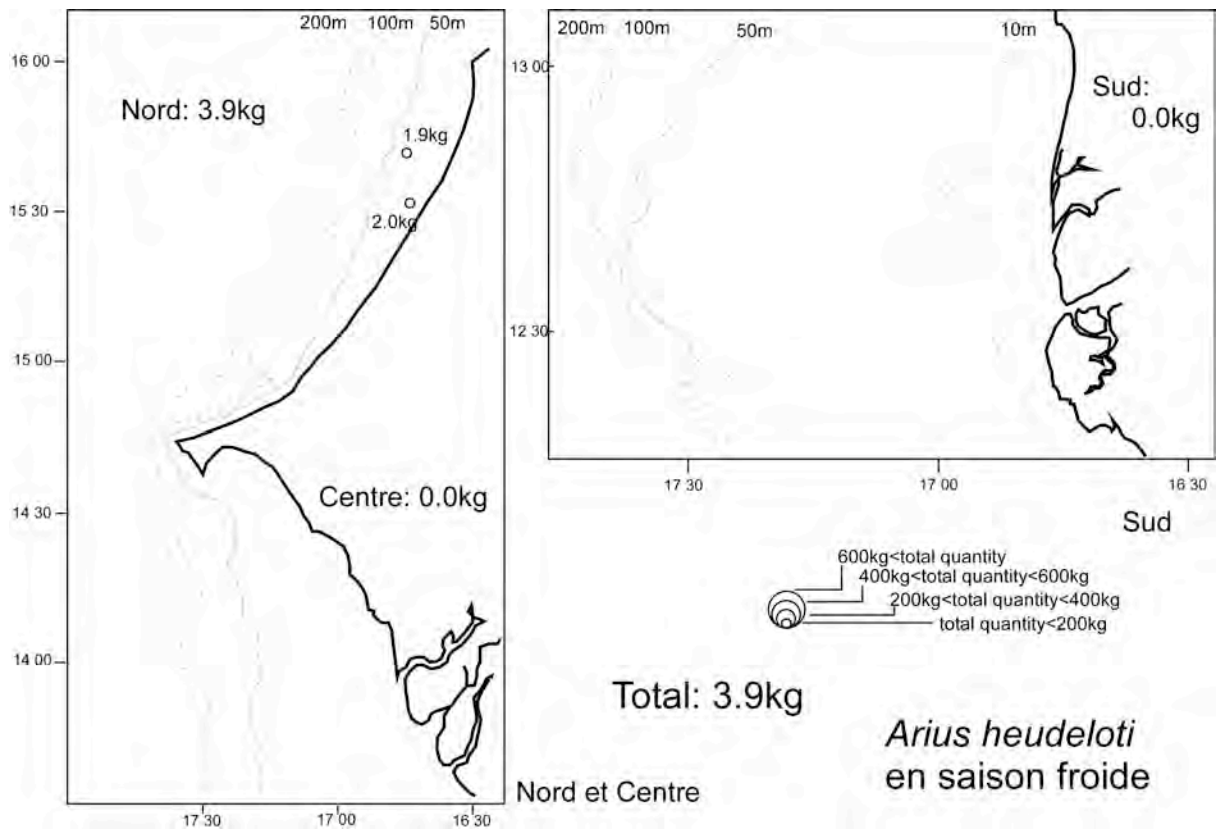 200m 100m 50m
16 00
Nord: 3.9kg
1.9kg
15 30
2.0kg
15 00
Centre: 0.0kg
14 30
14 00
17 30 17 00 16 30
Nord et Centre
200m 100m 50m 10m
13 00
Sud:
0.0kg
12 30
17 30 17 00 16 30
Sud
600kg<total quantity
400kg<total quantity<600kg
200kg<total quantity<400kg
total quantity<200kg
Total: 3.9kg
Arius heudeloti
en saison froide